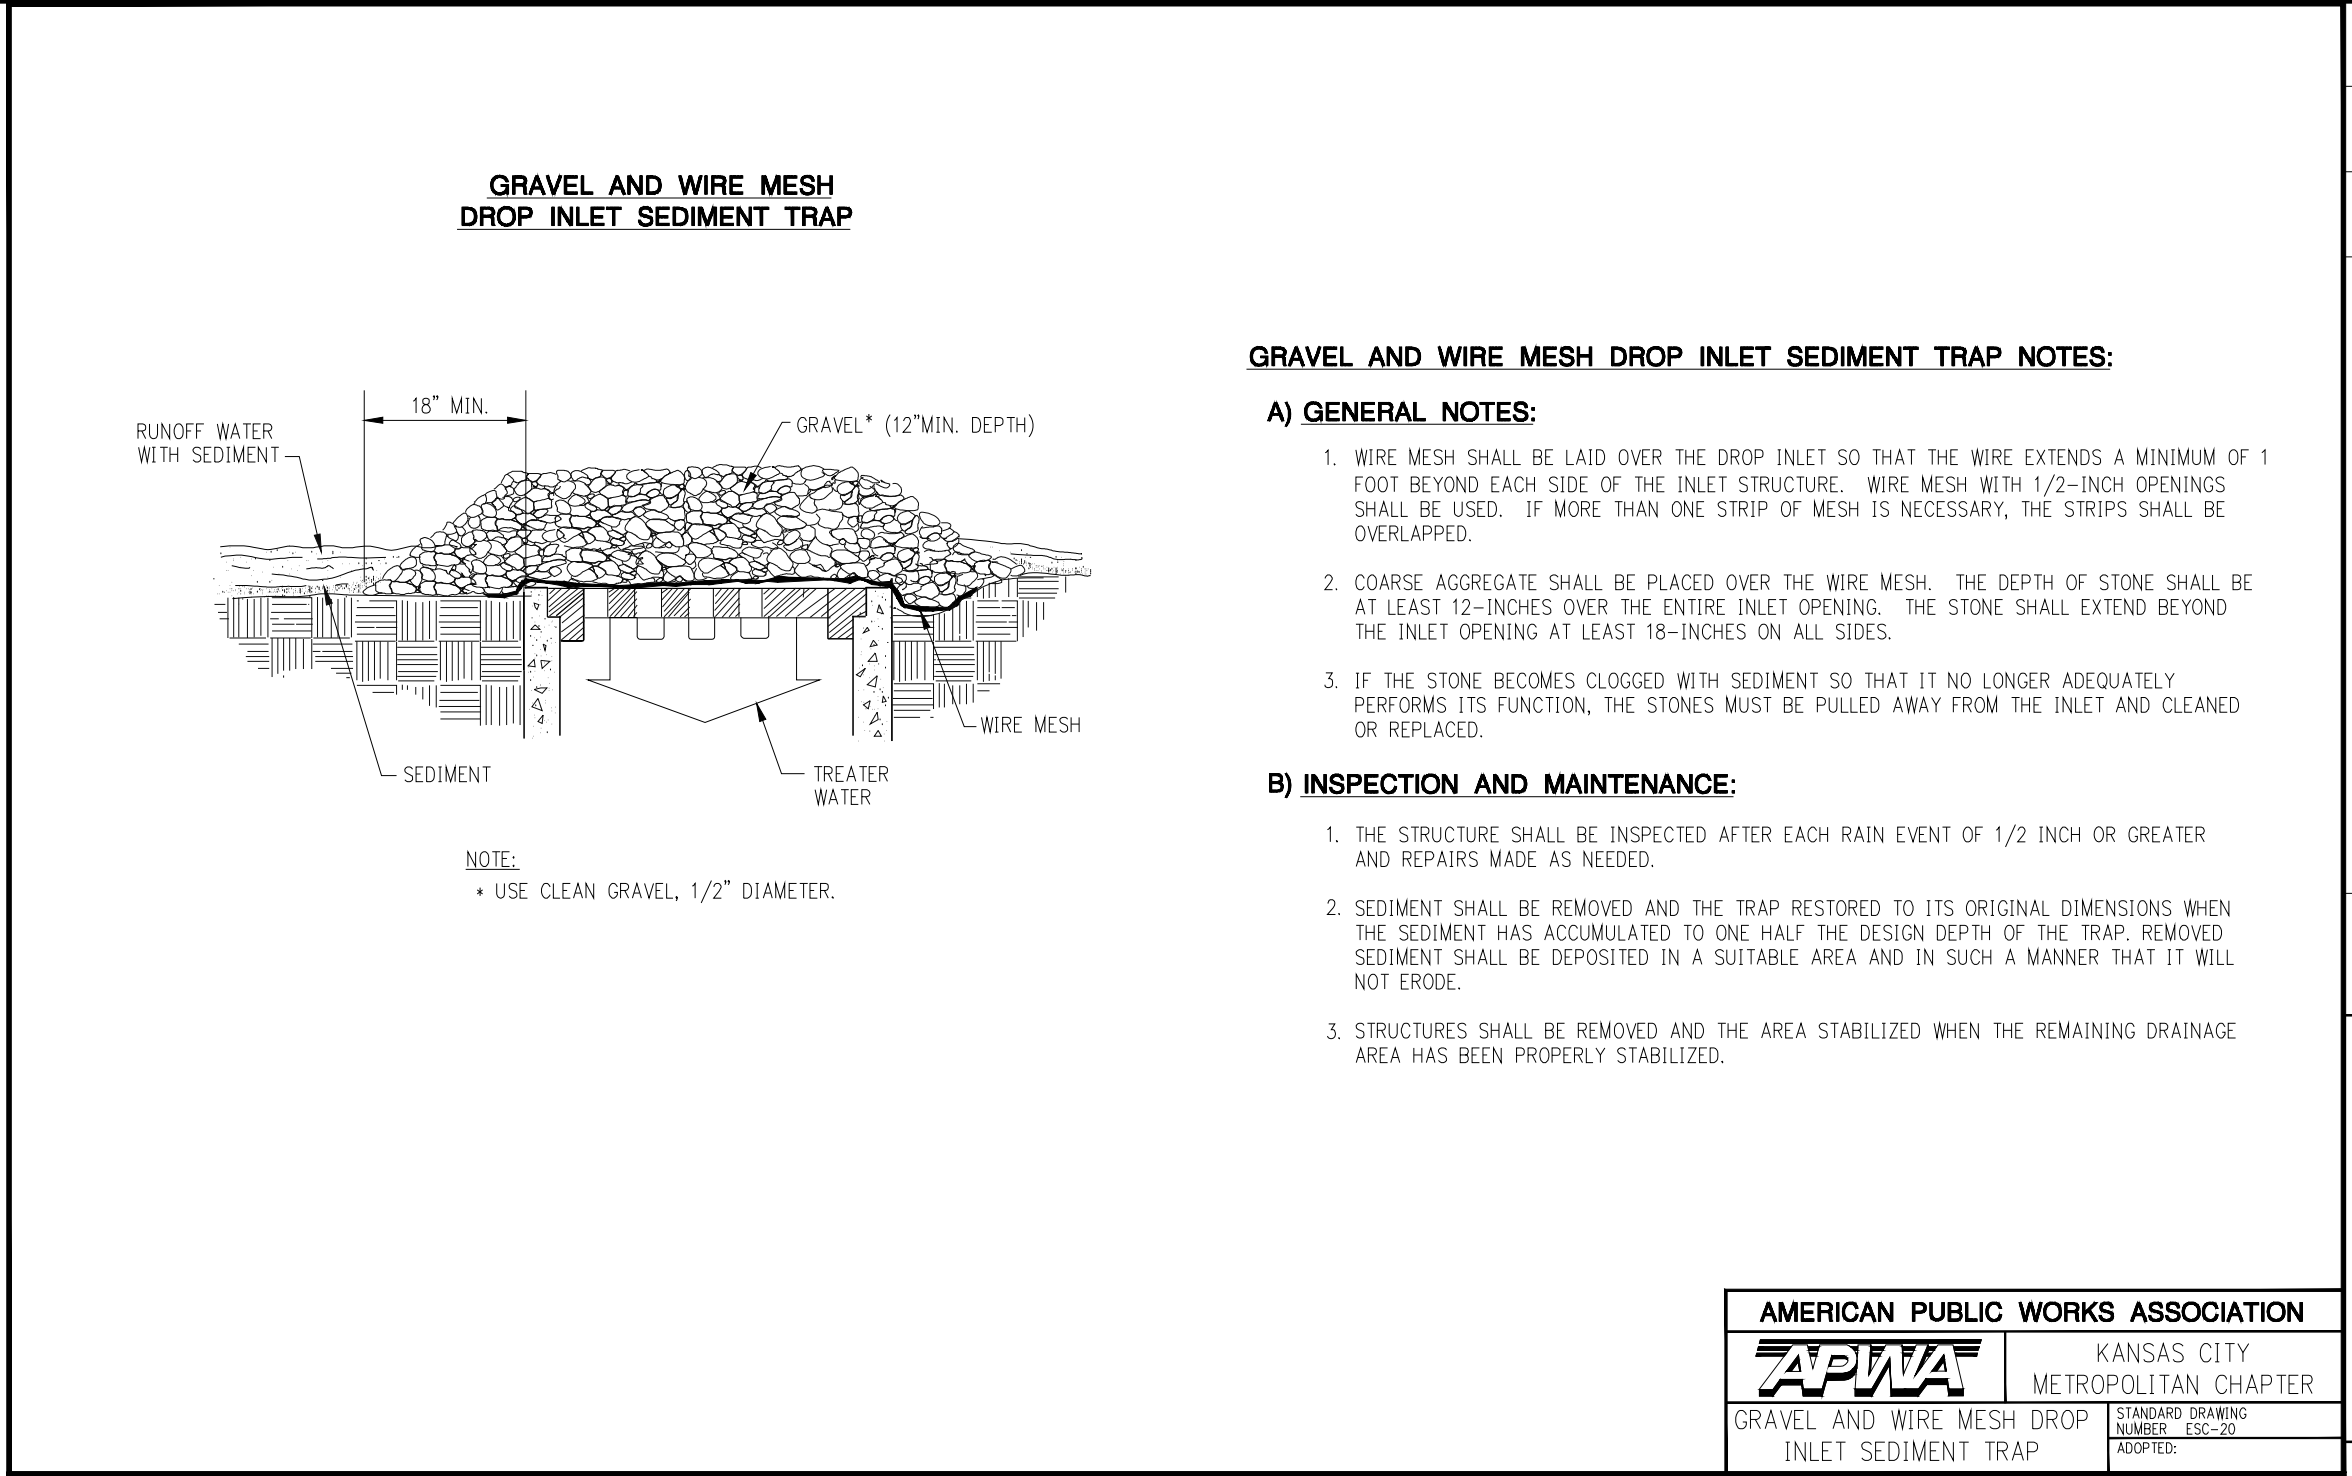 GRAVEL AND WIRE MESH
DROP INLET SEDIMENT TRAP
18" MIN.
RUNOFF WATER
WITH SEDIMENT
GRAVEL* (12"MIN. DEPTH)
WIRE MESH
SEDIMENT
TREATER
WATER
NOTE:
* USE CLEAN GRAVEL, 1/2" DIAMETER.
GRAVEL AND WIRE MESH DROP INLET SEDIMENT TRAP NOTES:
A) GENERAL NOTES:
1. WIRE MESH SHALL BE LAID OVER THE DROP INLET SO THAT THE WIRE EXTENDS A MINIMUM OF 1
FOOT BEYOND EACH SIDE OF THE INLET STRUCTURE. WIRE MESH WITH 1/2-INCH OPENINGS
SHALL BE USED. IF MORE THAN ONE STRIP OF MESH IS NECESSARY, THE STRIPS SHALL BE
OVERLAPPED.
2. COARSE AGGREGATE SHALL BE PLACED OVER THE WIRE MESH. THE DEPTH OF STONE SHALL BE
AT LEAST 12-INCHES OVER THE ENTIRE INLET OPENING. THE STONE SHALL EXTEND BEYOND
THE INLET OPENING AT LEAST 18-INCHES ON ALL SIDES.
3. IF THE STONE BECOMES CLOGGED WITH SEDIMENT SO THAT IT NO LONGER ADEQUATELY
PERFORMS ITS FUNCTION, THE STONES MUST BE PULLED AWAY FROM THE INLET AND CLEANED
OR REPLACED.
B) INSPECTION AND MAINTENANCE:
1. THE STRUCTURE SHALL BE INSPECTED AFTER EACH RAIN EVENT OF 1/2 INCH OR GREATER
AND REPAIRS MADE AS NEEDED.
2. SEDIMENT SHALL BE REMOVED AND THE TRAP RESTORED TO ITS ORIGINAL DIMENSIONS WHEN
THE SEDIMENT HAS ACCUMULATED TO ONE HALF THE DESIGN DEPTH OF THE TRAP. REMOVED
SEDIMENT SHALL BE DEPOSITED IN A SUITABLE AREA AND IN SUCH A MANNER THAT IT WILL
NOT ERODE.
3. STRUCTURES SHALL BE REMOVED AND THE AREA STABILIZED WHEN THE REMAINING DRAINAGE
AREA HAS BEEN PROPERLY STABILIZED.
AMERICAN PUBLIC WORKS ASSOCIATION
APWA
KANSAS CITY
METROPOLITAN CHAPTER
GRAVEL AND WIRE MESH DROP
INLET SEDIMENT TRAP
STANDARD DRAWING
NUMBER ESC-20
ADOPTED: